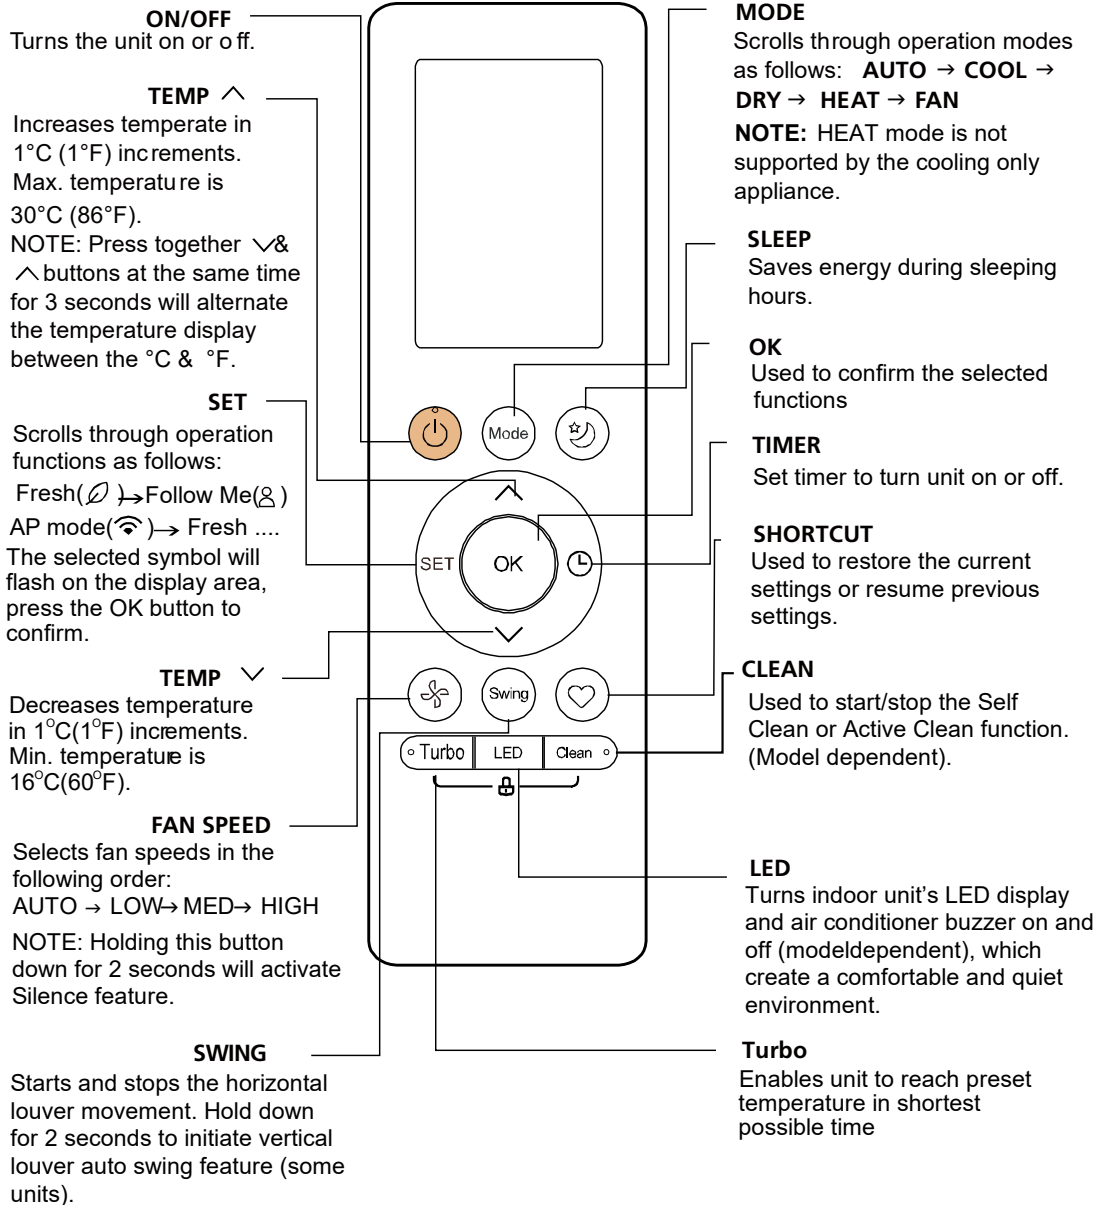 ON/OFF
Turns the unit on or off.
TEMP ︿
Increases temperate in
1°C (1°F) increments.
Max. temperature is
30°C (86°F).
NOTE: Press together ﹀&
︿ buttons at the same time
for 3 seconds will alternate
the temperature display
between the °C & °F.
SET
Scrolls through operation
functions as follows:
Fresh( )→Follow Me( )
AP mode( )→ Fresh ....
The selected symbol will
flash on the display area,
press the OK button to
confirm.
TEMP ﹀
Decreases temperature
in 1°C(1°F) increments.
Min. temperature is
16°C(60°F).
FAN SPEED
Selects fan speeds in the
following order:
AUTO → LOW→ MED→ HIGH
NOTE: Holding this button
down for 2 seconds will activate
Silence feature.
SWING
Starts and stops the horizontal
louver movement. Hold down
for 2 seconds to initiate vertical
louver auto swing feature (some
units).
Mode
SET
OK
Swing
Turbo
LED
Clean
MODE
Scrolls through operation modes
as follows: AUTO → COOL →
DRY → HEAT → FAN
NOTE: HEAT mode is not
supported by the cooling only
appliance.
SLEEP
Saves energy during sleeping
hours.
OK
Used to confirm the selected
functions
TIMER
Set timer to turn unit on or off.
SHORTCUT
Used to restore the current
settings or resume previous
settings.
CLEAN
Used to start/stop the Self
Clean or Active Clean function.
(Model dependent).
LED
Turns indoor unit's LED display
and air conditioner buzzer on and
off (modeldependent), which
create a comfortable and quiet
environment.
Turbo
Enables unit to reach preset
temperature in shortest
possible time